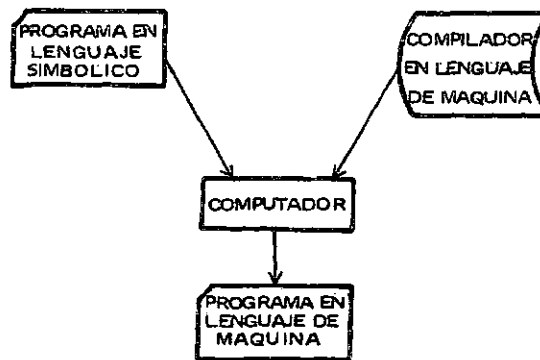 PROGRAMA EN
LENGUAJE
SIMBOLICO
COMPILADOR
EN LENGUAJE
DE MAQUINA
COMPUTADOR
PROGRAMA EN
LENGUAJE DE
MAQUINA